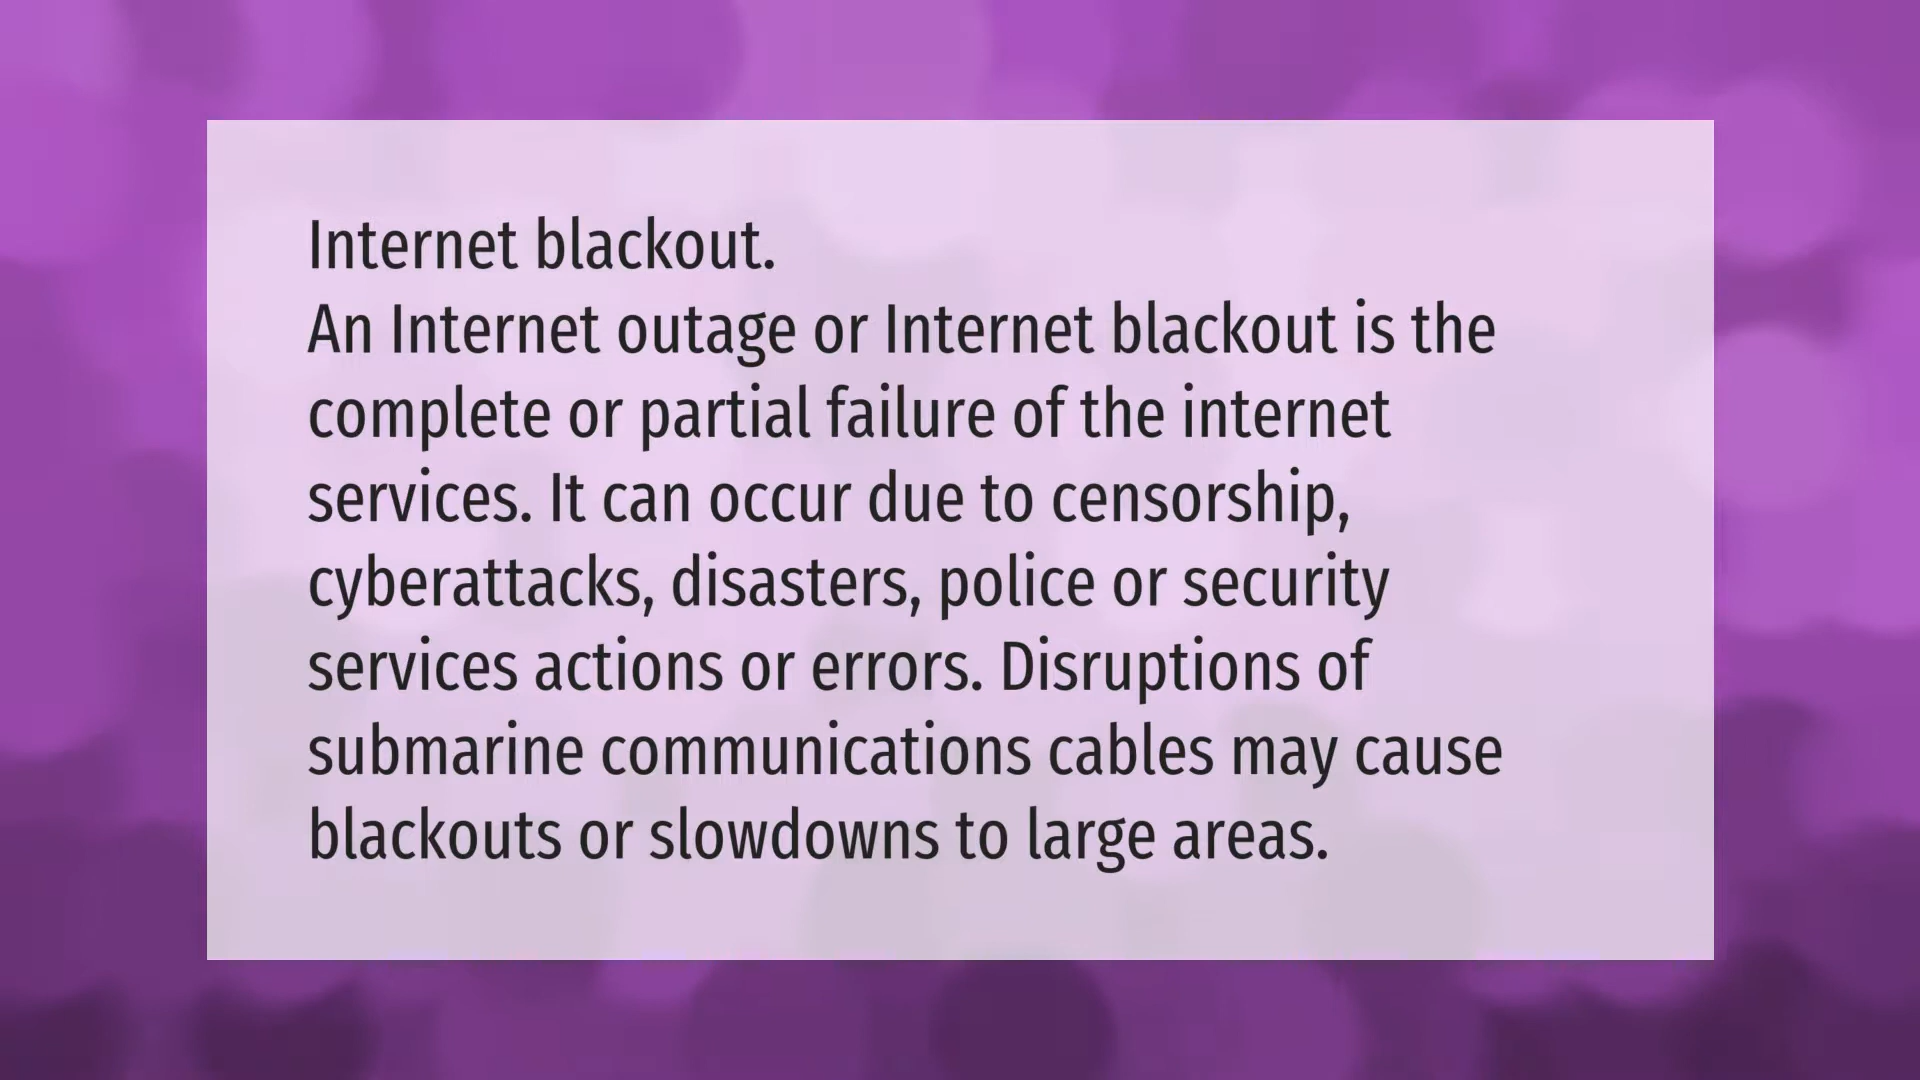 Internet blackout.
An Internet outage or Internet blackout is the
complete or partial failure of the internet
services. It can occur due to censorship,
cyberattacks, disasters, police or security
services actions or errors. Disruptions of
submarine communications cables may cause
blackouts or slowdowns to large areas.